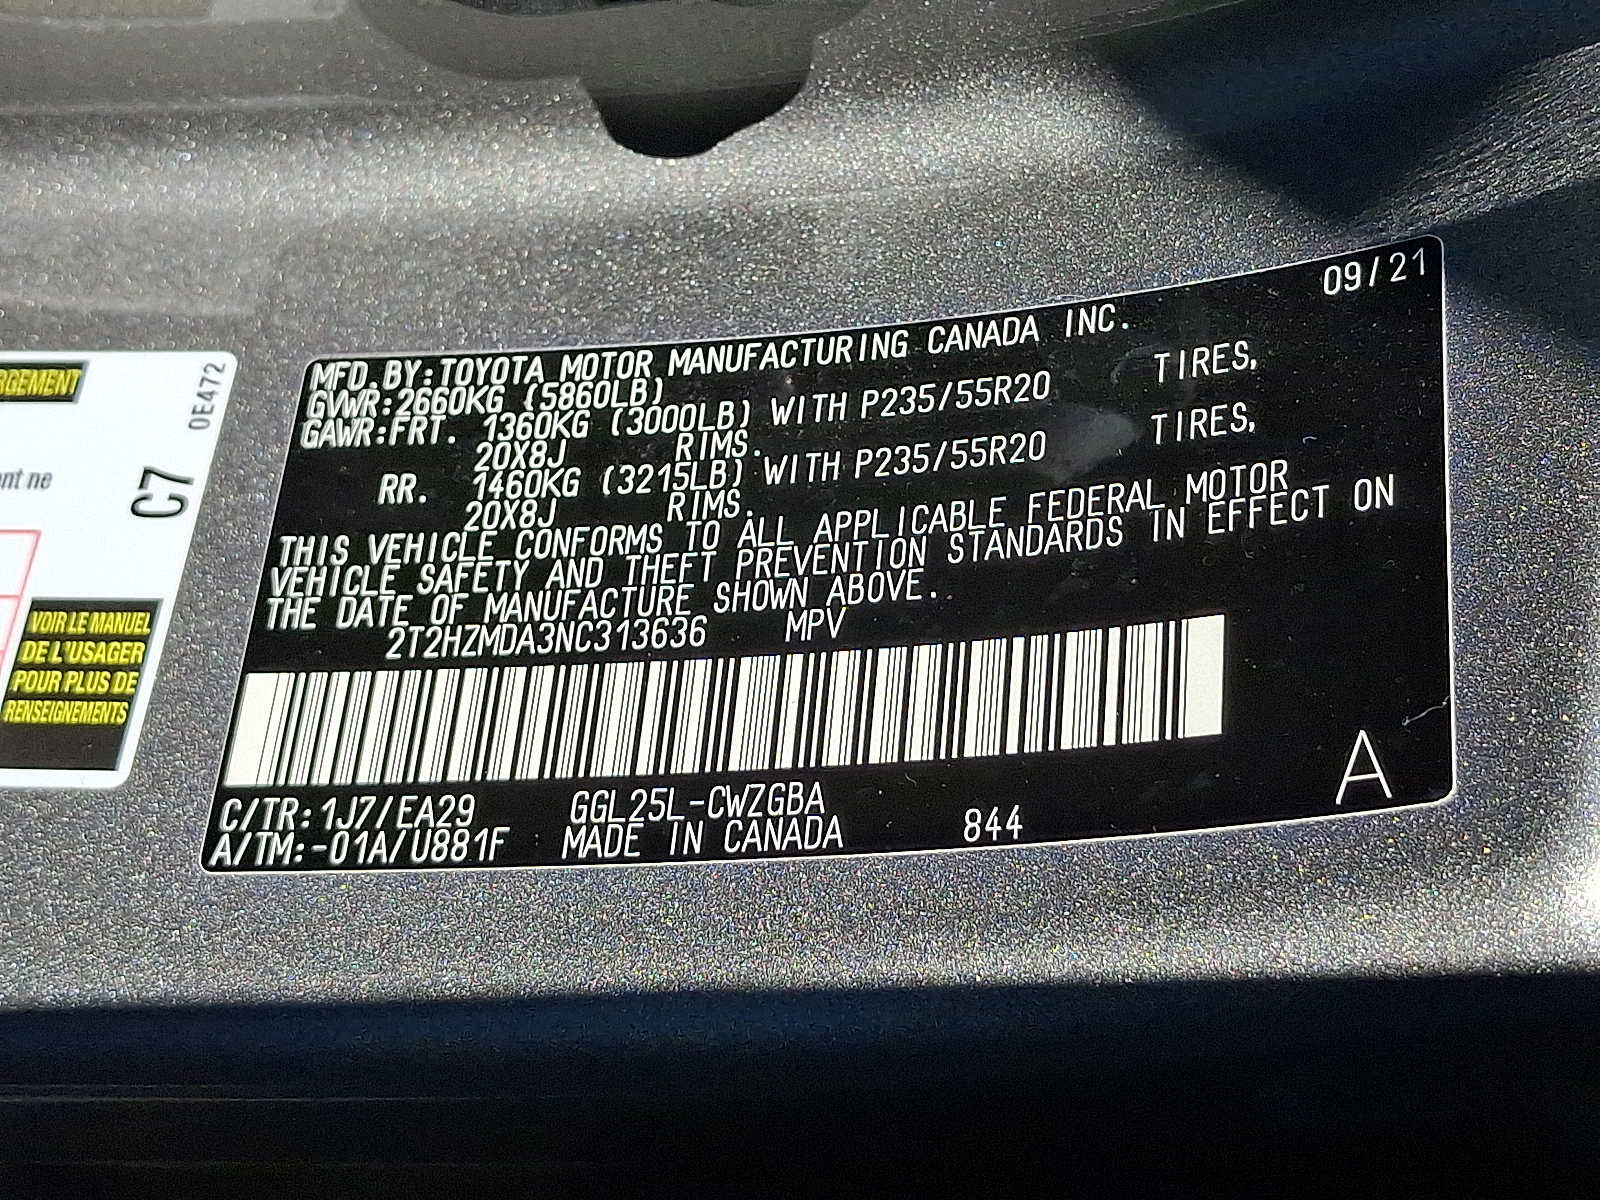 09/21
MFD.BY:TOYOTA MOTOR MANUFACTURING CANADA INC.
GVWR:2660KG (5860LB)
GAWR:FRT. 1360KG (3000LB) WITH P235/55R20 TIRES,
20X8J RIMS.
RR. 1460KG (3215LB) WITH P235/55R20 TIRES,
20X8J RIMS.
THIS VEHICLE CONFORMS TO ALL APPLICABLE FEDERAL MOTOR
VEHICLE SAFETY AND THEFT PREVENTION STANDARDS IN EFFECT ON
THE DATE OF MANUFACTURE SHOWN ABOVE.
2T2HZMDA3NC313636 MPV
C/TR:1J7/EA29 GGL25L-CWZGBA
A/TM:-01A/U881F MADE IN CANADA 844
A
RGEMENT
0E472
nt ne
C7
VOIR LE MANUEL
DE L'USAGER
POUR PLUS DE
RENSEIGNEMENTS